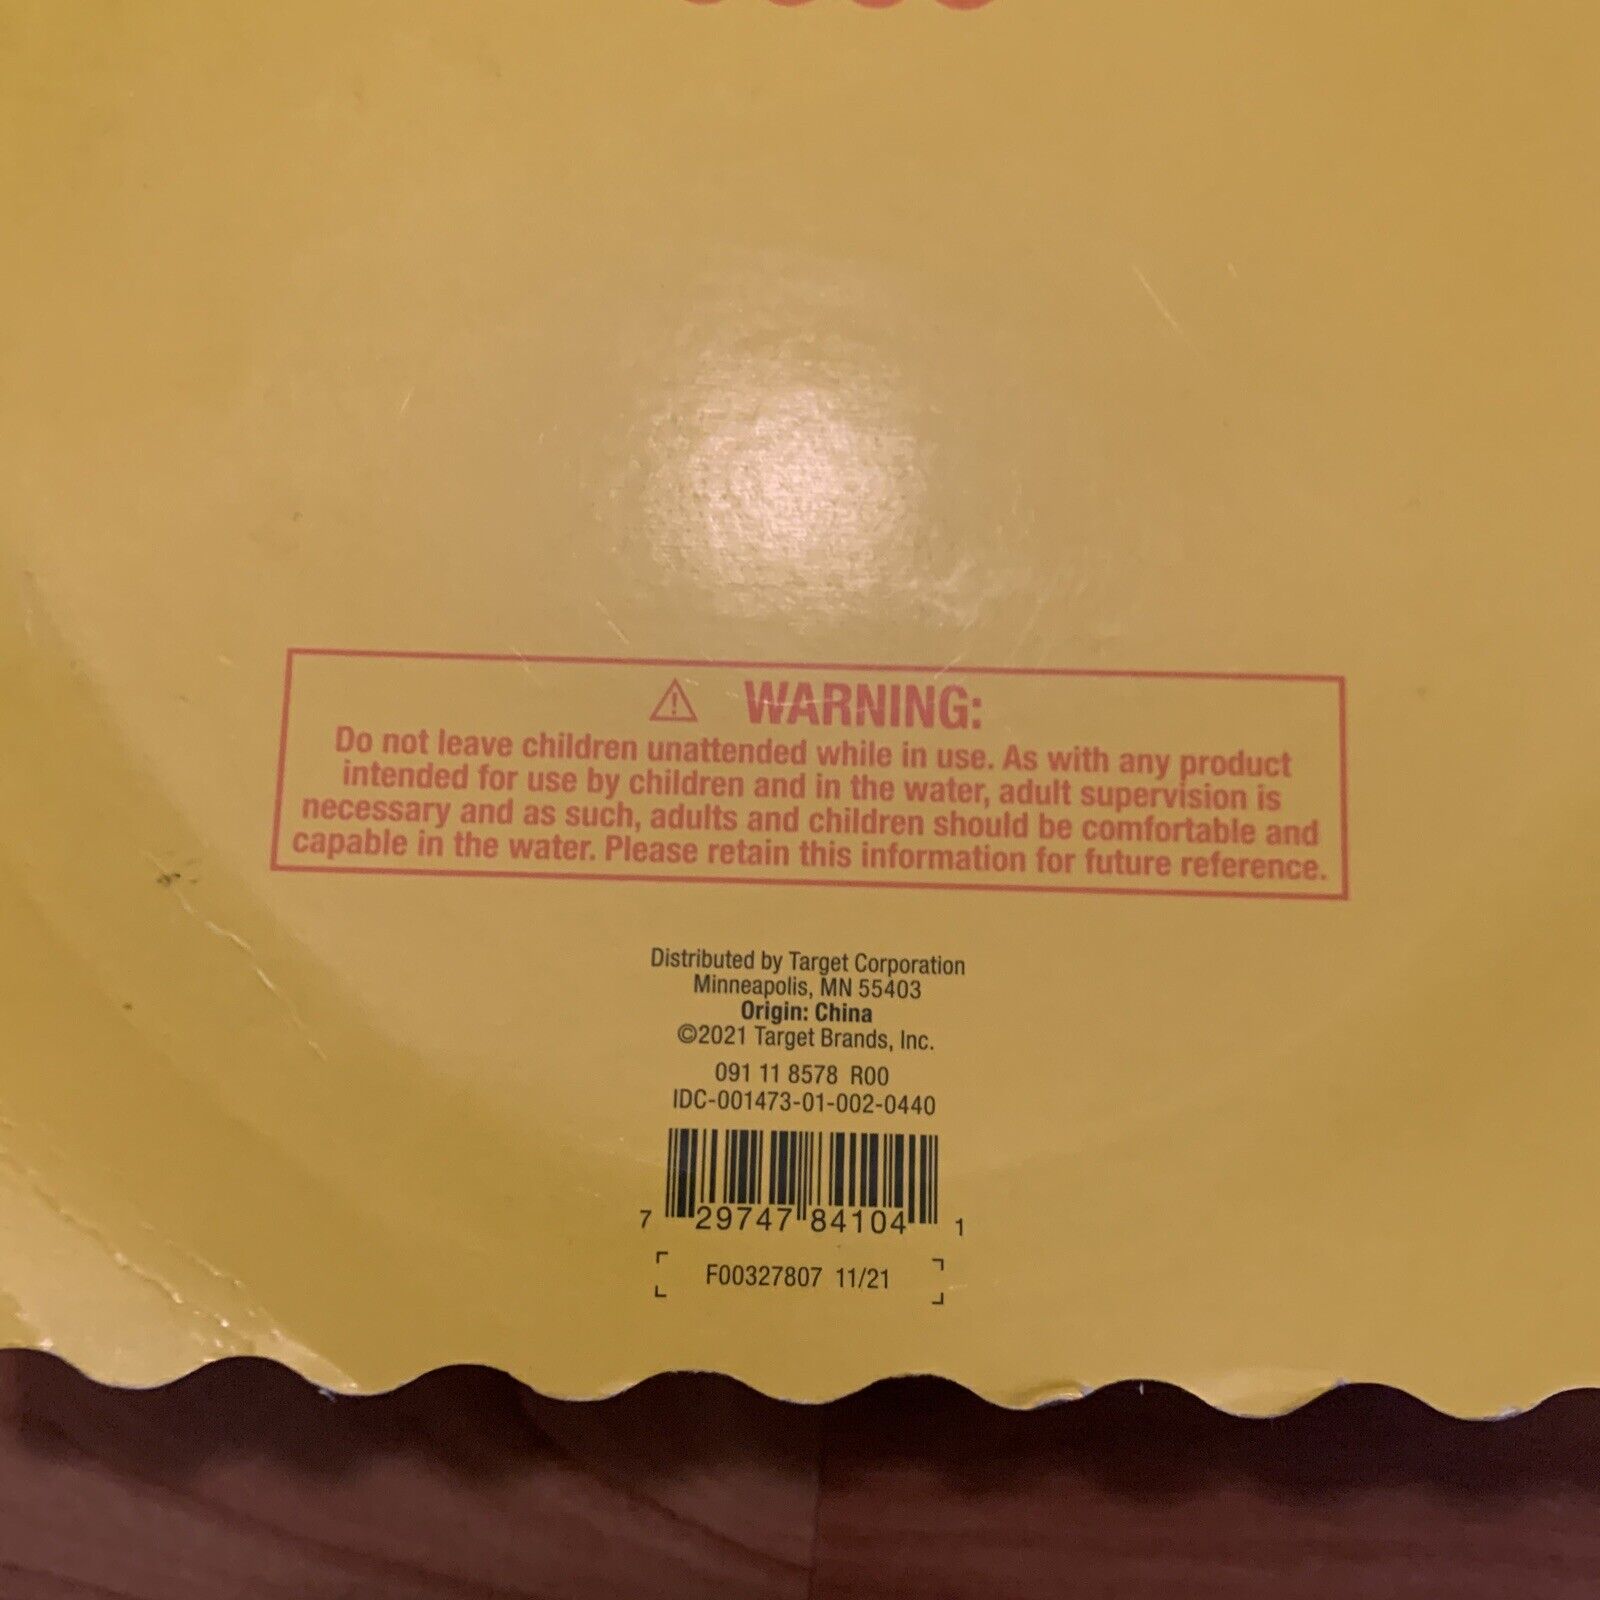 ⚠ WARNING:
Do not leave children unattended while in use. As with any product
intended for use by children and in the water, adult supervision is
necessary and as such, adults and children should be comfortable and
capable in the water. Please retain this information for future reference.
Distributed by Target Corporation
Minneapolis, MN 55403
Origin: China
©2021 Target Brands, Inc.
091 11 8578 R00
IDC-001473-01-002-0440
7 29747 84104 1
F00327807 11/21